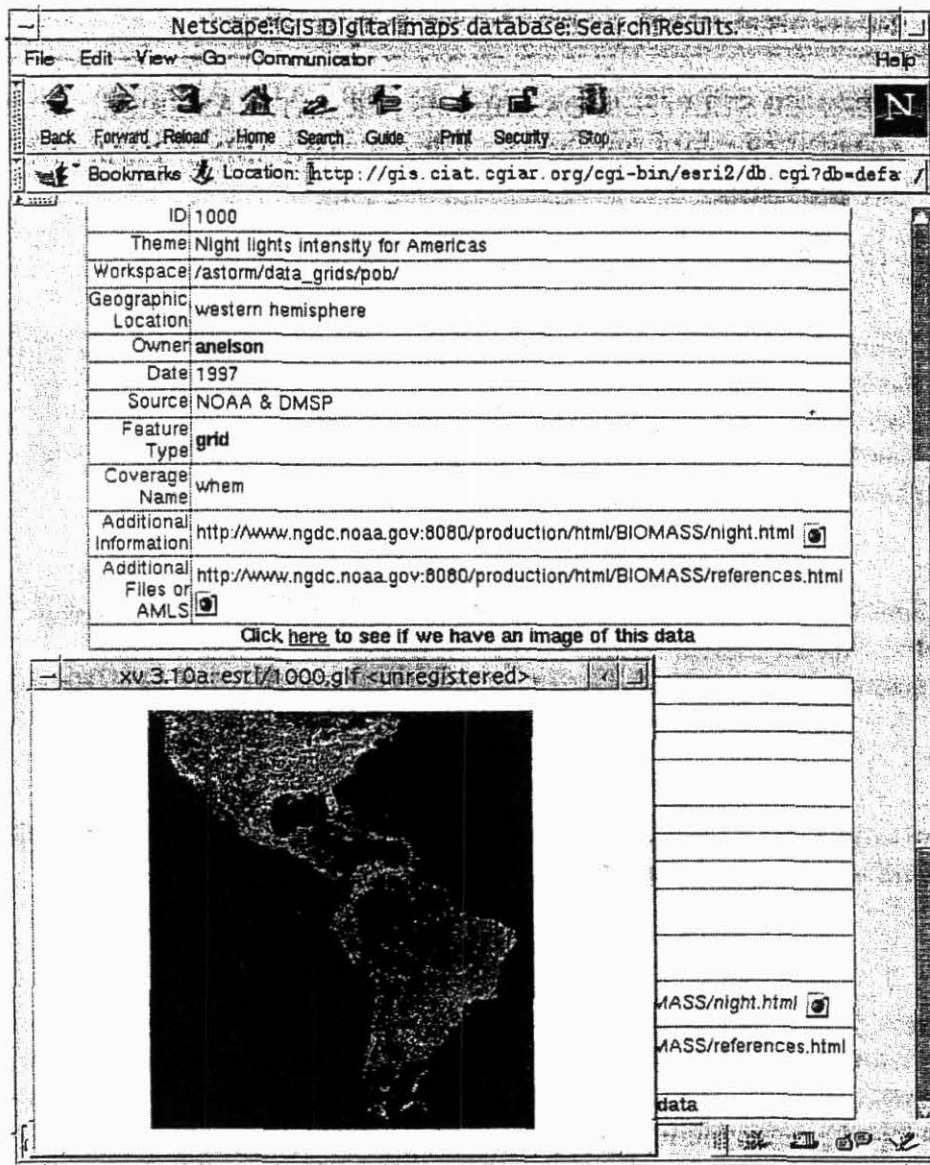 Netscape: GIS Digital maps database: Search Results.
File Edit View Go Communicator Help
Back Forward Reload Home Search Guide Print Security Stop
N
Bookmarks Location: http://gis.ciat.cgiar.org/cgi-bin/esri2/db.cgi?db=defa
ID 1000
Theme Night lights intensity for Americas
Workspace /astorm/data_grids/pob/
Geographic
Location western hemisphere
Owner anelson
Date 1997
Source NOAA & DMSP
Feature
Type grid
Coverage
Name whem
Additional
Information http://www.ngdc.noaa.gov:8080/production/html/BIOMASS/night.html
Additional
Files or
AMLS http://www.ngdc.noaa.gov:8080/production/html/BIOMASS/references.html
Click here to see if we have an image of this data
xv 3.10a: esri/1000.gif <unregistered>
MASS/night.html
MASS/references.html
data